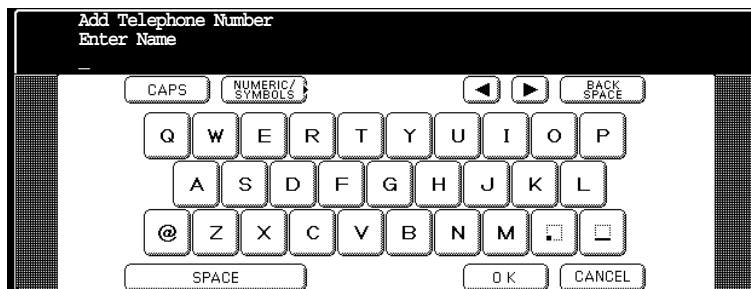 Add Telephone Number
Enter Name
_
CAPS NUMERIC/ SYMBOLS ◀ ▶ BACK SPACE
Q W E R T Y U I O P
A S D F G H J K L
@ Z X C V B N M . _
SPACE OK CANCEL